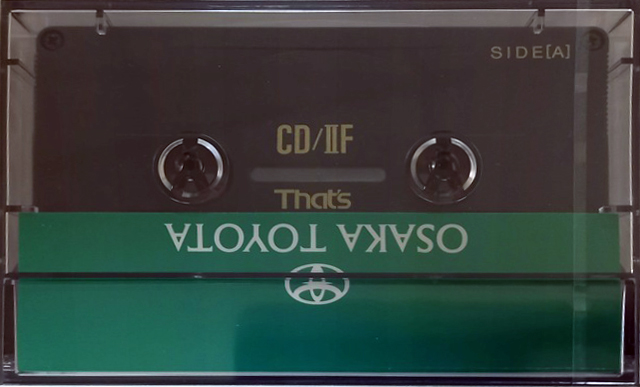 SIDE[A]
CD/IIF
That's
OSAKA TOYOTA